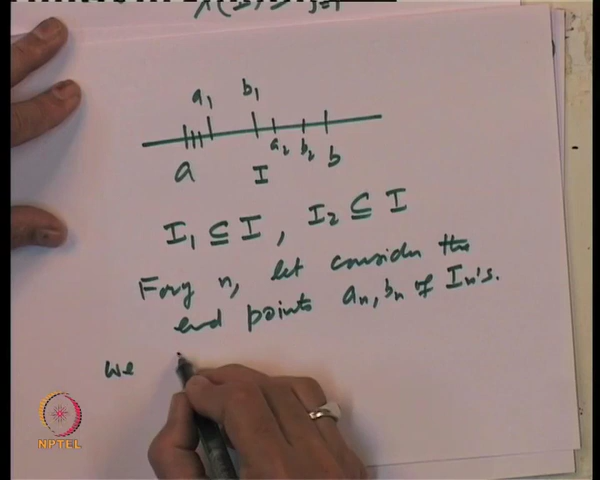 a₁ b₁
a I a₂ b₂ b
I₁ ⊆ I, I₂ ⊆ I
For n, let consider the
end points aₙ, bₙ of Iₙ's.
we
NPTEL